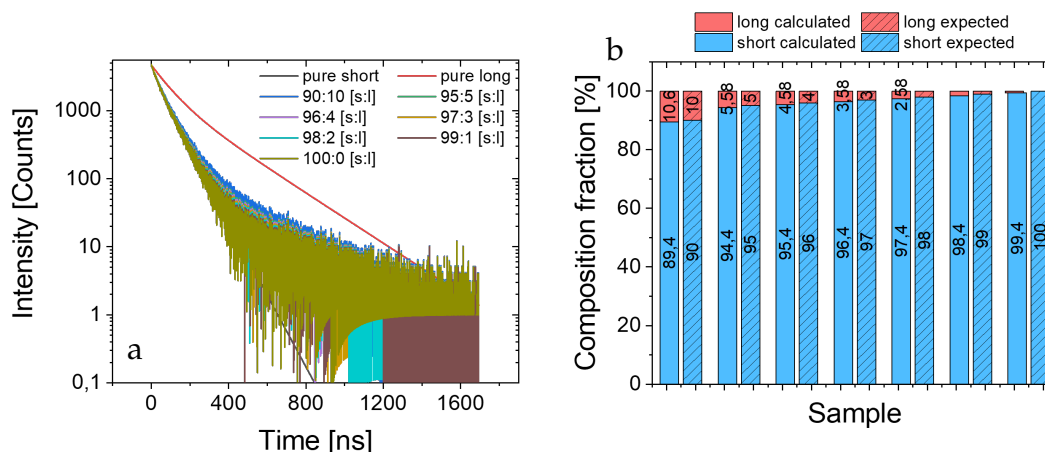 pure short
pure long
90:10 [s:l]
95:5 [s:l]
96:4 [s:l]
97:3 [s:l]
98:2 [s:l]
99:1 [s:l]
100:0 [s:l]
1000
100
10
1
0,1
Intensity [Counts]
a
0
400
800
1200
1600
Time [ns]
b
long calculated
long expected
short calculated
short expected
100
80
60
40
20
0
Composition fraction [%]
10,6
10
5,58
5
4,58
4
3,58
3
2,58
89,4
90
94,4
95
95,4
96
96,4
97
97,4
98
98,4
99
99,4
100
Sample